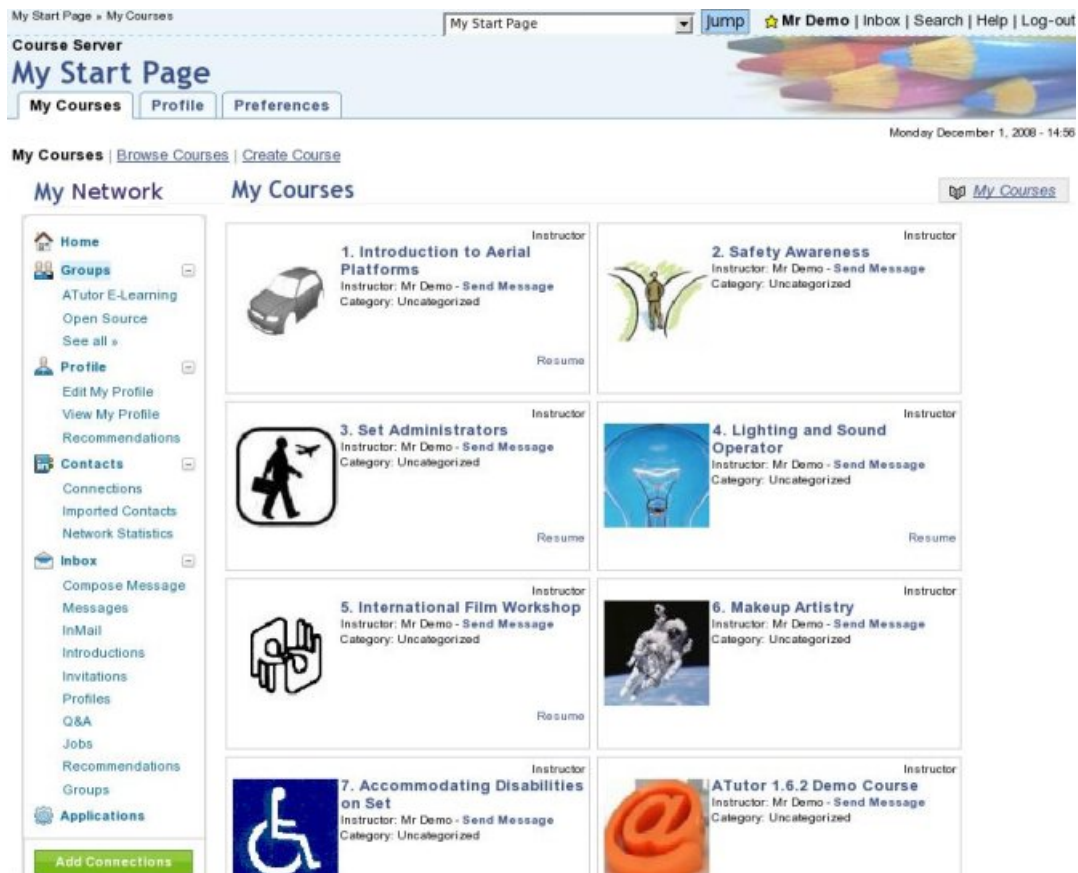 My Start Page » My Courses
My Start Page
Jump
Mr Demo | Inbox | Search | Help | Log-out
Course Server
My Start Page
My Courses
Profile
Preferences
Monday December 1, 2008 - 14:56
My Courses | Browse Courses | Create Course
My Network
Home
Groups
ATutor E-Learning
Open Source
See all »
Profile
Edit My Profile
View My Profile
Recommendations
Contacts
Connections
Imported Contacts
Network Statistics
Inbox
Compose Message
Messages
InMail
Introductions
Invitations
Profiles
Q&A
Jobs
Recommendations
Groups
Applications
Add Connections
My Courses
My Courses
Instructor
1. Introduction to Aerial
Platforms
Instructor: Mr Demo - Send Message
Category: Uncategorized
Resume
Instructor
2. Safety Awareness
Instructor: Mr Demo - Send Message
Category: Uncategorized
Instructor
3. Set Administrators
Instructor: Mr Demo - Send Message
Category: Uncategorized
Resume
Instructor
4. Lighting and Sound
Operator
Instructor: Mr Demo - Send Message
Category: Uncategorized
Resume
Instructor
5. International Film Workshop
Instructor: Mr Demo - Send Message
Category: Uncategorized
Resume
Instructor
6. Makeup Artistry
Instructor: Mr Demo - Send Message
Category: Uncategorized
Instructor
7. Accommodating Disabilities
on Set
Instructor: Mr Demo - Send Message
Category: Uncategorized
Instructor
ATutor 1.6.2 Demo Course
Instructor: Mr Demo - Send Message
Category: Uncategorized
@